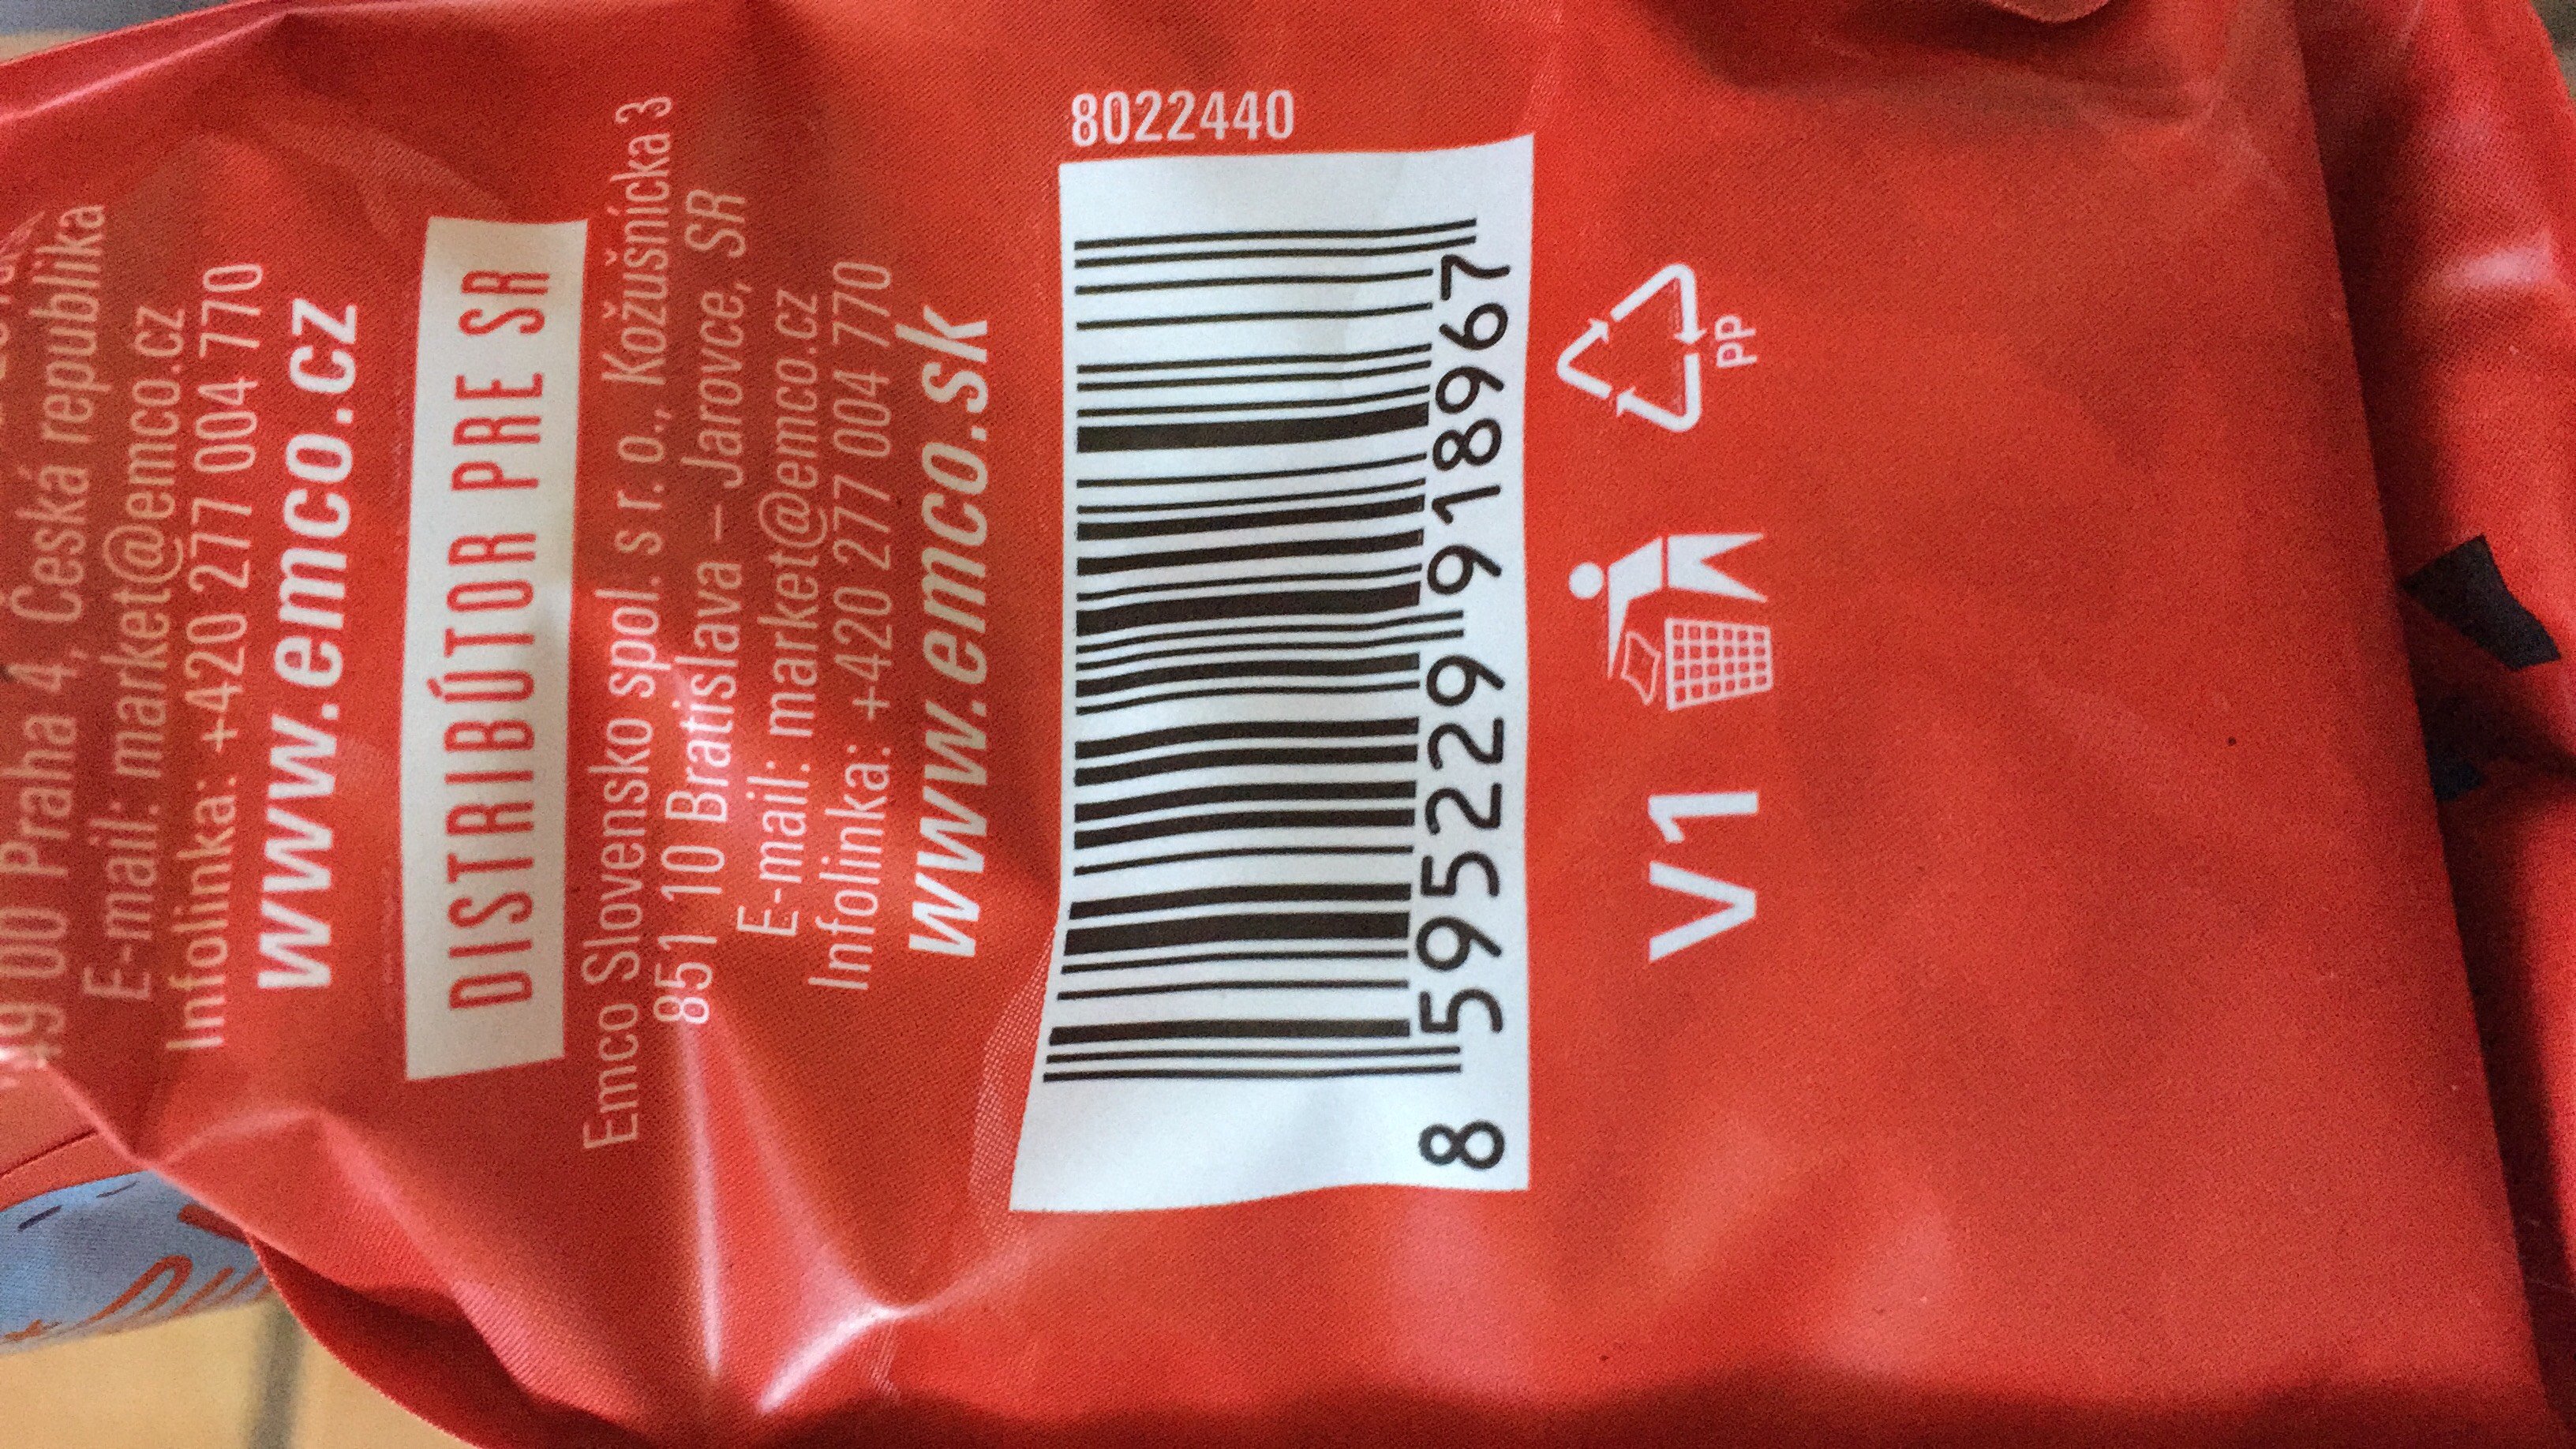 49 00 Praha 4, Česká republika
E-mail: market@emco.cz
Infolinka: +420 277 004 770
www.emco.cz
DISTRIBÚTOR PRE SR
Emco Slovensko spol. s r. o., Kožušnícka 3
851 10 Bratislava – Jarovce, SR
E-mail: market@emco.cz
Infolinka: +420 277 004 770
www.emco.sk
8022440
8 595229 918967
V1
PP